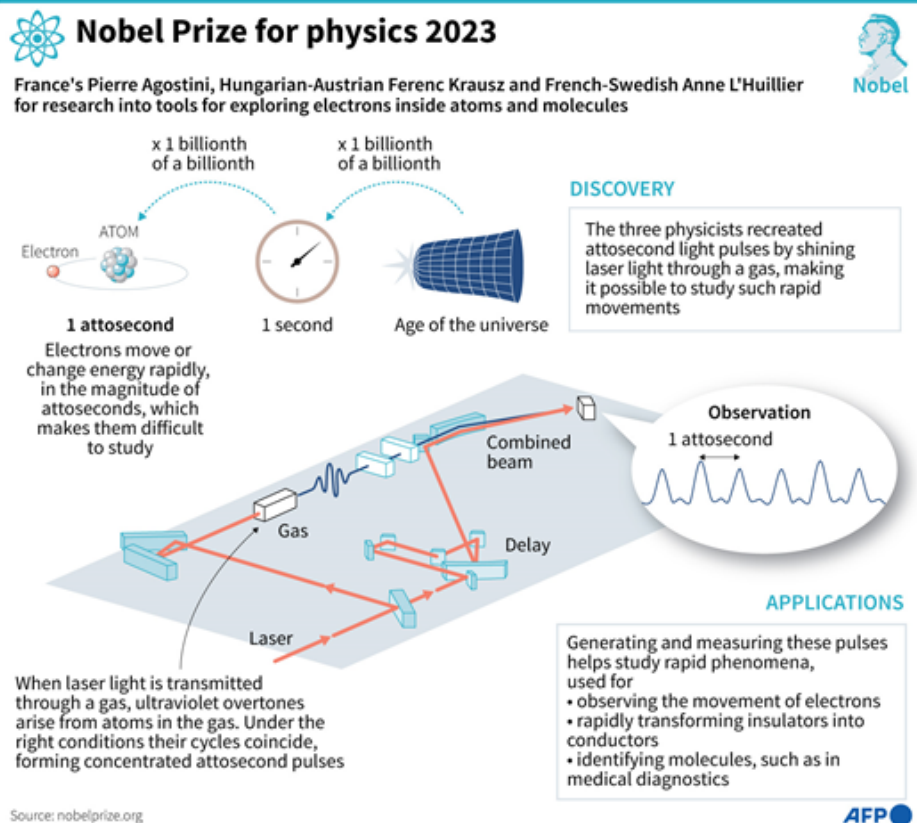 Nobel Prize for physics 2023
Nobel
France's Pierre Agostini, Hungarian-Austrian Ferenc Krausz and French-Swedish Anne L'Huillier
for research into tools for exploring electrons inside atoms and molecules
x 1 billionth
of a billionth
x 1 billionth
of a billionth
ATOM
Electron
1 attosecond
1 second
Age of the universe
Electrons move or
change energy rapidly,
in the magnitude of
attoseconds, which
makes them difficult
to study
DISCOVERY
The three physicists recreated
attosecond light pulses by shining
laser light through a gas, making
it possible to study such rapid
movements
Combined
beam
Observation
1 attosecond
Gas
Delay
Laser
When laser light is transmitted
through a gas, ultraviolet overtones
arise from atoms in the gas. Under the
right conditions their cycles coincide,
forming concentrated attosecond pulses
APPLICATIONS
Generating and measuring these pulses
helps study rapid phenomena,
used for
• observing the movement of electrons
• rapidly transforming insulators into
conductors
• identifying molecules, such as in
medical diagnostics
Source: nobelprize.org
AFP